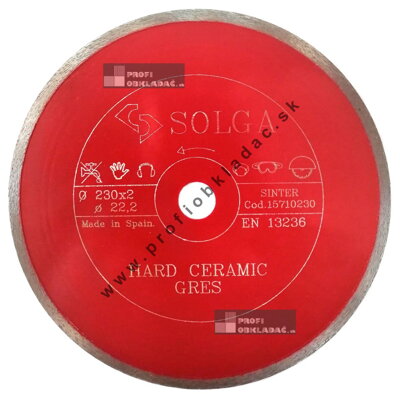 PROFI
OBKLADAČ.sk
SOLGA
Ø 230x2
Ø 22,2
Made in Spain.
SINTER
Cod.15710230
EN 13236
www.profiobkladac.sk
HARD CERAMIC
GRES
PROFI
OBKLADAČ.sk